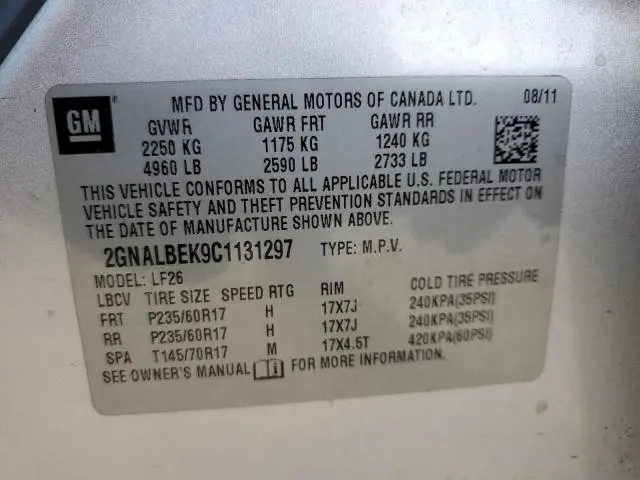 GM ® MFD BY GENERAL MOTORS OF CANADA LTD. 08/11
GVWR GAWR FRT GAWR RR
2250 KG 1175 KG 1240 KG
4960 LB 2590 LB 2733 LB
THIS VEHICLE CONFORMS TO ALL APPLICABLE U.S. FEDERAL MOTOR
VEHICLE SAFETY AND THEFT PREVENTION STANDARDS IN EFFECT ON
THE DATE OF MANUFACTURE SHOWN ABOVE.
2GNALBEK9C1131297 TYPE: M.P.V.
MODEL: LF26
LBCV TIRE SIZE SPEED RTG RIM COLD TIRE PRESSURE
FRT P235/60R17 H 17X7J 240KPA(35PSI)
RR P235/60R17 H 17X7J 240KPA(35PSI)
SPA T145/70R17 M 17X4.5T 420KPA(60PSI)
SEE OWNER'S MANUAL FOR MORE INFORMATION.